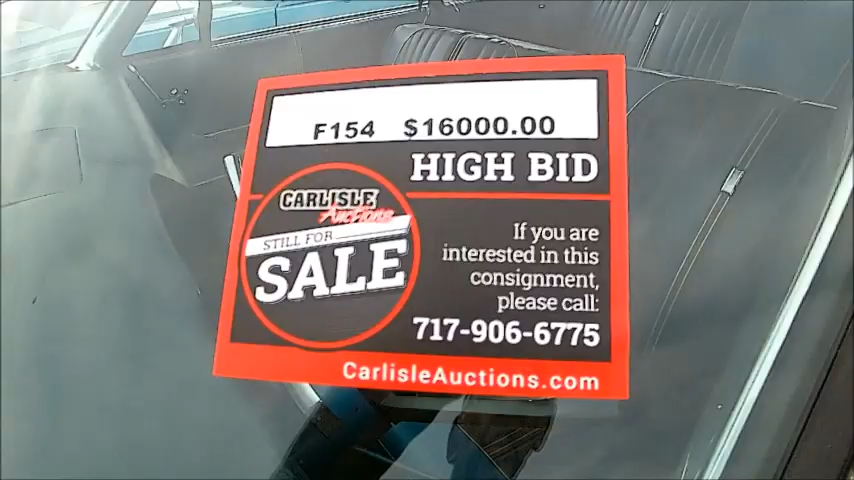 F154 $16000.00
HIGH BID
CARLISLE
Auctions
STILL FOR
SALE
If you are
interested in this
consignment,
please call:
717-906-6775
CarlisleAuctions.com